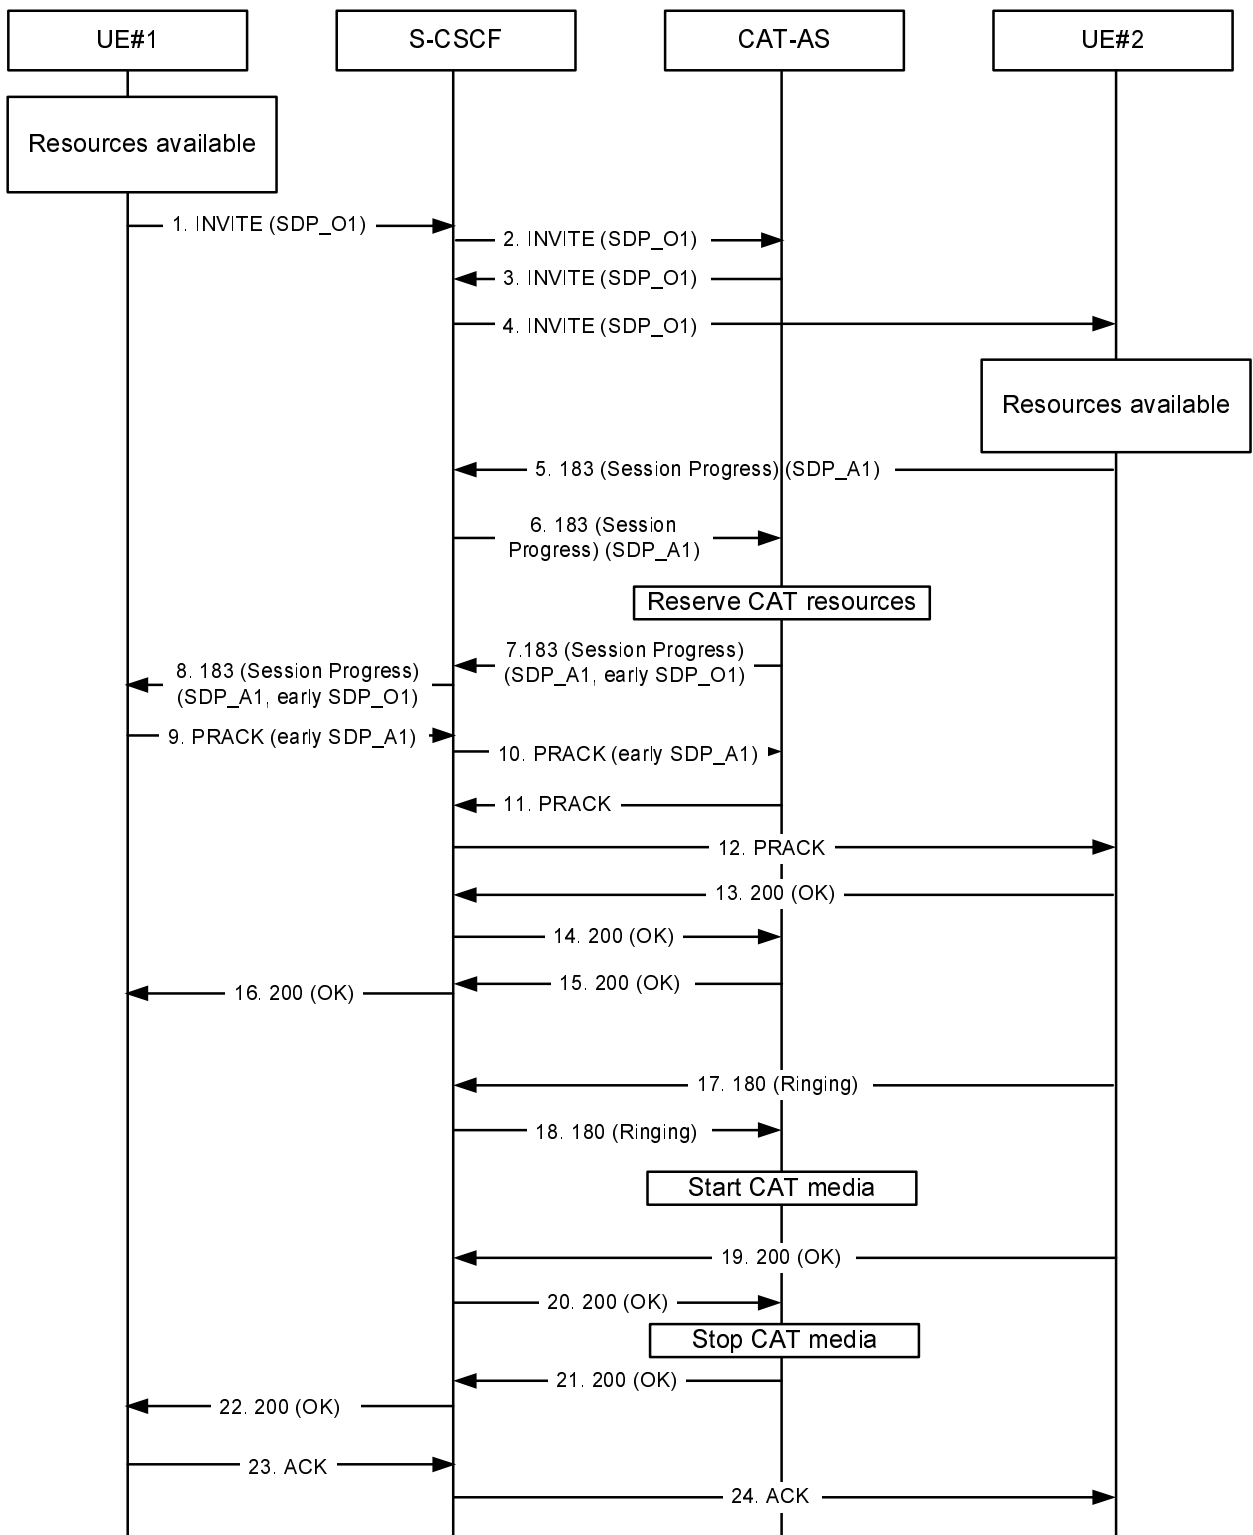 UE#1
S-CSCF
CAT-AS
UE#2
Resources available
1. INVITE (SDP_O1)
2. INVITE (SDP_O1)
3. INVITE (SDP_O1)
4. INVITE (SDP_O1)
Resources available
5. 183 (Session Progress) (SDP_A1)
6. 183 (Session
Progress) (SDP_A1)
Reserve CAT resources
7.183 (Session Progress)
(SDP_A1, early SDP_O1)
8. 183 (Session Progress)
(SDP_A1, early SDP_O1)
9. PRACK (early SDP_A1)
10. PRACK (early SDP_A1)
11. PRACK
12. PRACK
13. 200 (OK)
14. 200 (OK)
15. 200 (OK)
16. 200 (OK)
17. 180 (Ringing)
18. 180 (Ringing)
Start CAT media
19. 200 (OK)
20. 200 (OK)
Stop CAT media
21. 200 (OK)
22. 200 (OK)
23. ACK
24. ACK